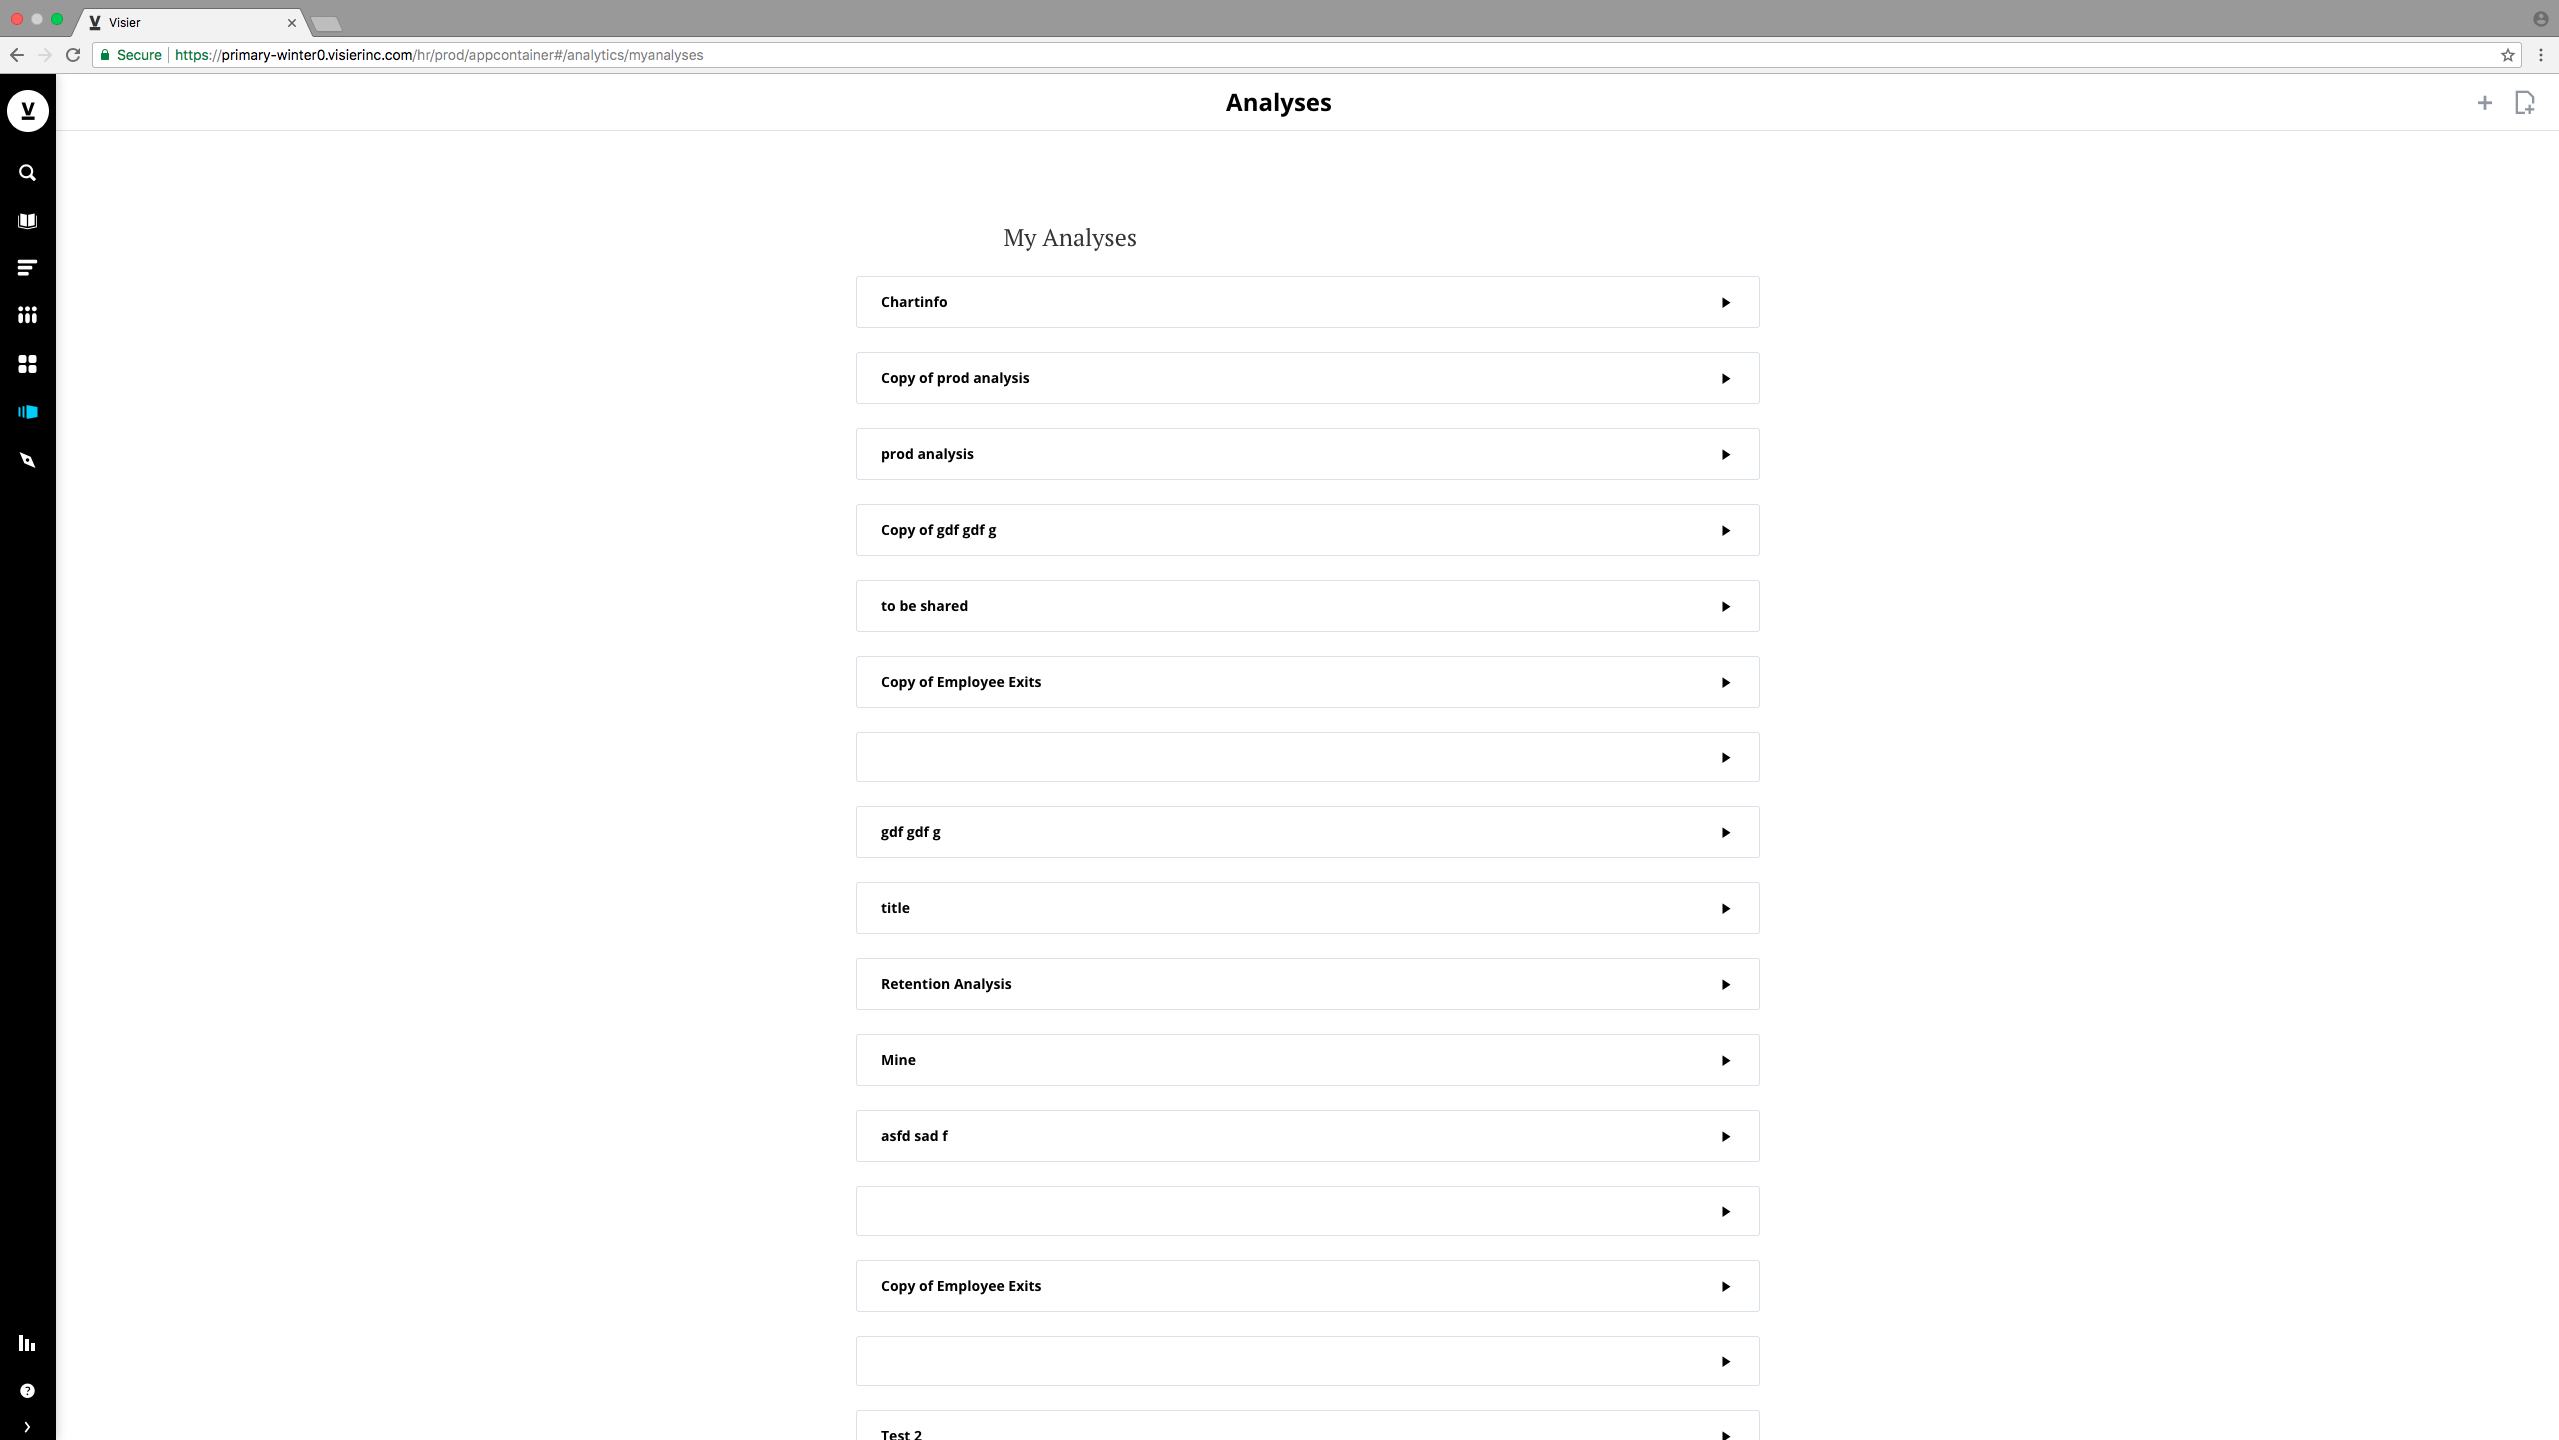 Visier
Secure https://primary-winter0.visierinc.com/hr/prod/appcontainer#/analytics/myanalyses
Analyses
My Analyses
Chartinfo
Copy of prod analysis
prod analysis
Copy of gdf gdf g
to be shared
Copy of Employee Exits
gdf gdf g
title
Retention Analysis
Mine
asfd sad f
Copy of Employee Exits
Test 2